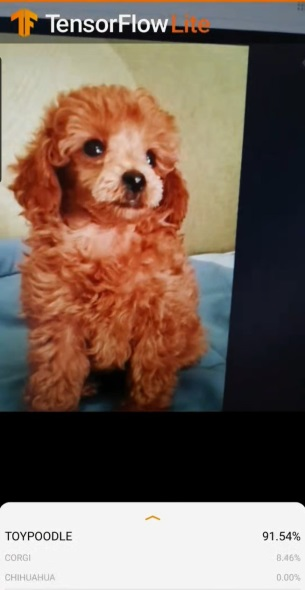 TensorFlow Lite
TOYPOODLE 91.54%
CORGI 8.46%
CHIHUAHUA 0.00%